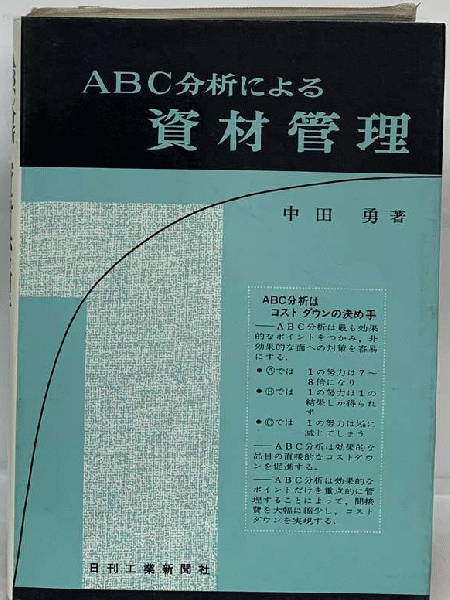 ABC分析による
資材管理
中田 勇著
ABC分析は
コストダウンの決め手
──ABC分析は最も効果
的なポイントをつかみ，非
効果的な面への対策を容易
にする．
●Ⓐでは 1の努力は7〜
8倍になり
●Ⓑでは 1の努力は1の
結果しか得られ
ず
●Ⓒでは 1の努力は
減少してしまう
──ABC分析は効果的な
品目の直接的なコストダウ
ンを促進する．
──ABC分析は効果的な
ポイントだけを重点的に管
理することによって，間接
費を大幅に縮少し，コスト
ダウンを実現する．
日刊工業新聞社